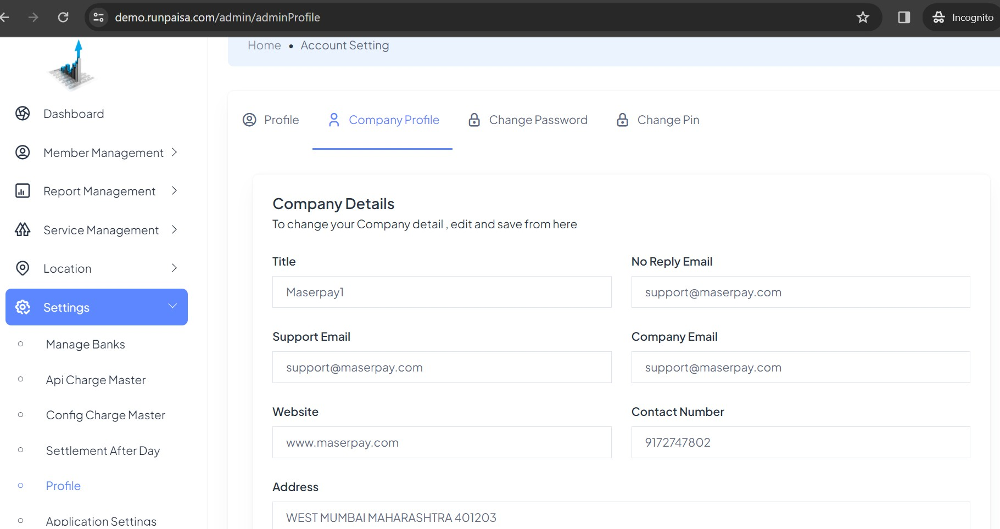 demo.runpaisa.com/admin/adminProfile
Incognito
Home • Account Setting
Dashboard
Member Management
Report Management
Service Management
Location
Settings
Manage Banks
Api Charge Master
Config Charge Master
Settlement After Day
Profile
Application Settings
Profile
Company Profile
Change Password
Change Pin
Company Details
To change your Company detail , edit and save from here
Title
Maserpay1
No Reply Email
support@maserpay.com
Support Email
support@maserpay.com
Company Email
support@maserpay.com
Website
www.maserpay.com
Contact Number
9172747802
Address
WEST MUMBAI MAHARASHTRA 401203